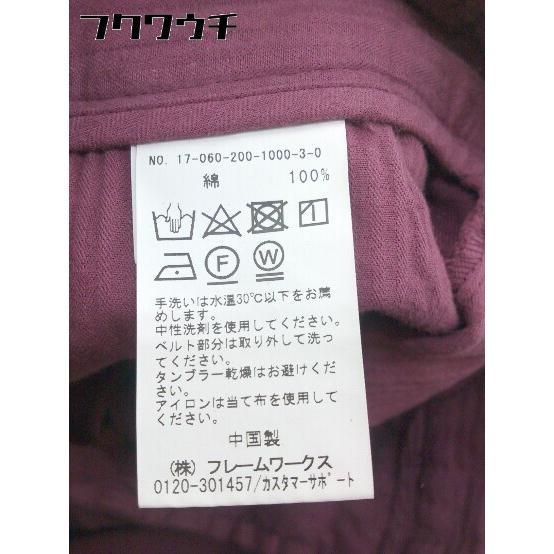 フクワウチ
NO. 17-060-200-1000-3-0
綿 100%
F W
手洗いは水温30℃以下をお薦
めします。
中性洗剤を使用してください。
ベルト部分は取り外して洗っ
てください。
タンブラー乾燥はお避けくだ
さい。
アイロンは当て布を使用して
ください。
中国製
(株) フレームワークス
0120-301457/カスタマーサポート